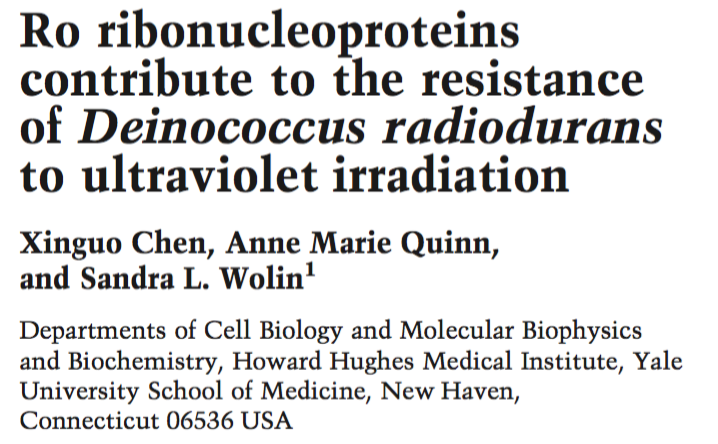 Ro ribonucleoproteins
contribute to the resistance
of Deinococcus radiodurans
to ultraviolet irradiation
Xinguo Chen, Anne Marie Quinn,
and Sandra L. Wolin¹
Departments of Cell Biology and Molecular Biophysics
and Biochemistry, Howard Hughes Medical Institute, Yale
University School of Medicine, New Haven,
Connecticut 06536 USA